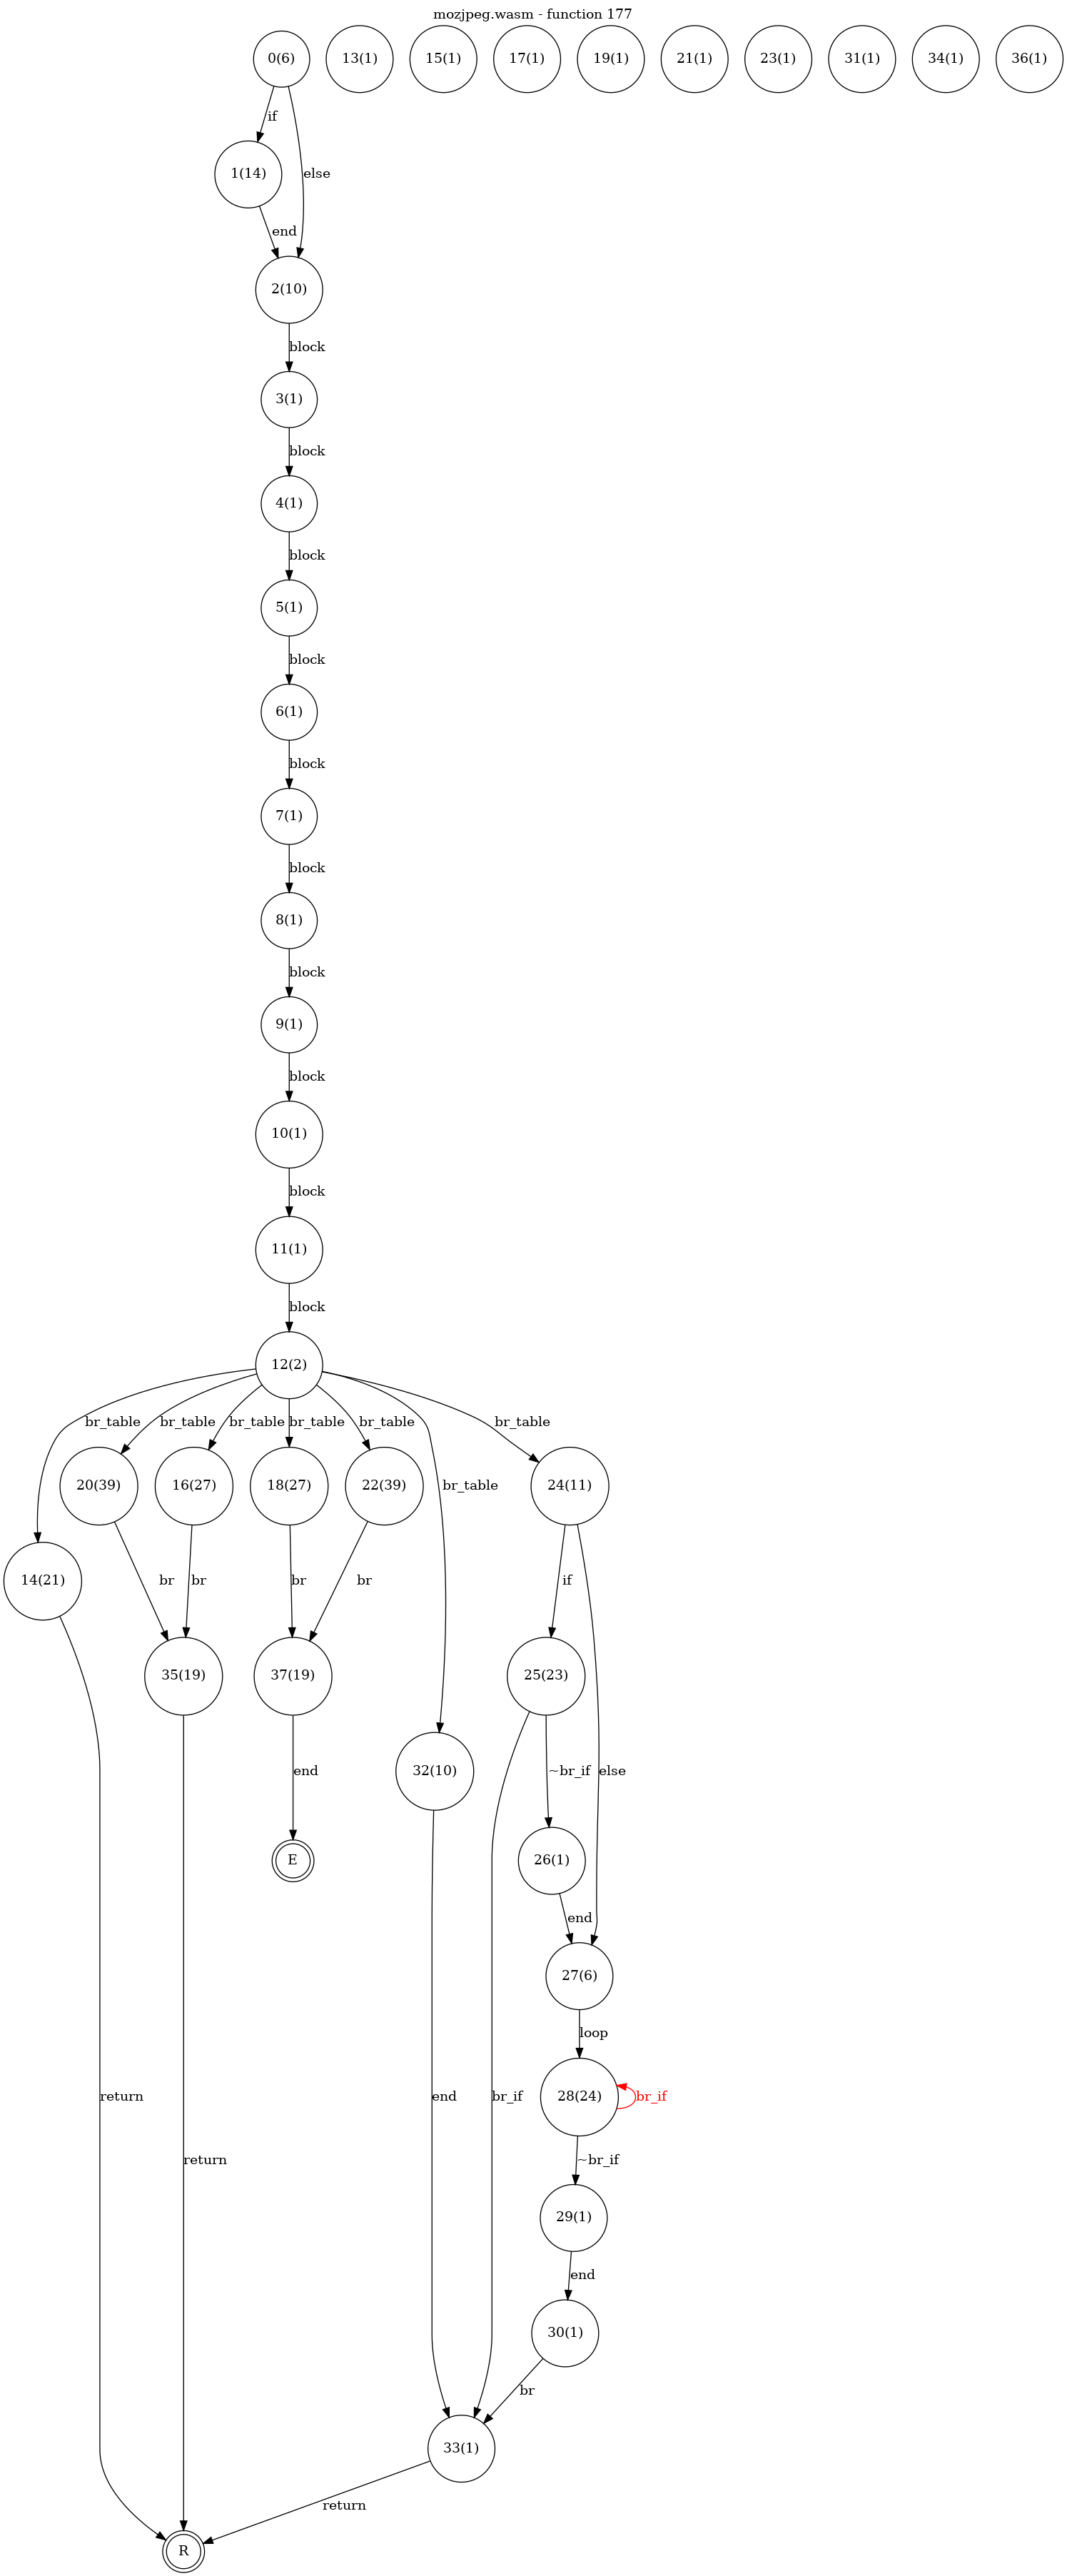 mozjpeg.wasm - function 177
0(6)
13(1)
15(1)
17(1)
19(1)
21(1)
23(1)
31(1)
34(1)
36(1)
if
1(14)
else
end
2(10)
block
3(1)
block
4(1)
block
5(1)
block
6(1)
block
7(1)
block
8(1)
block
9(1)
block
10(1)
block
11(1)
block
12(2)
br_table
br_table
br_table
br_table
br_table
br_table
br_table
20(39)
16(27)
18(27)
22(39)
24(11)
14(21)
br
br
br
br
if
35(19)
37(19)
25(23)
32(10)
end
~br_if
else
E
26(1)
end
27(6)
loop
return
end
br_if
28(24)
br_if
return
~br_if
29(1)
end
30(1)
br
33(1)
return
R